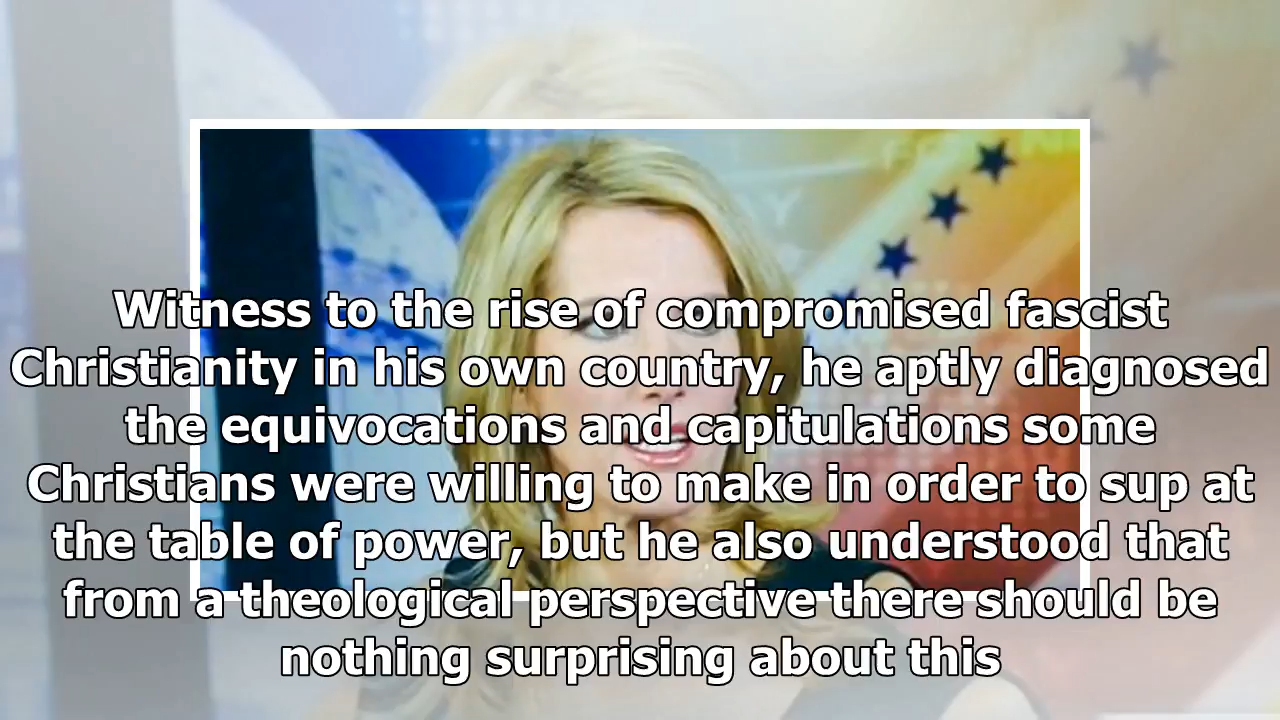 Witness to the rise of compromised fascist
Christianity in his own country, he aptly diagnosed
the equivocations and capitulations some
Christians were willing to make in order to sup at
the table of power, but he also understood that
from a theological perspective there should be
nothing surprising about this